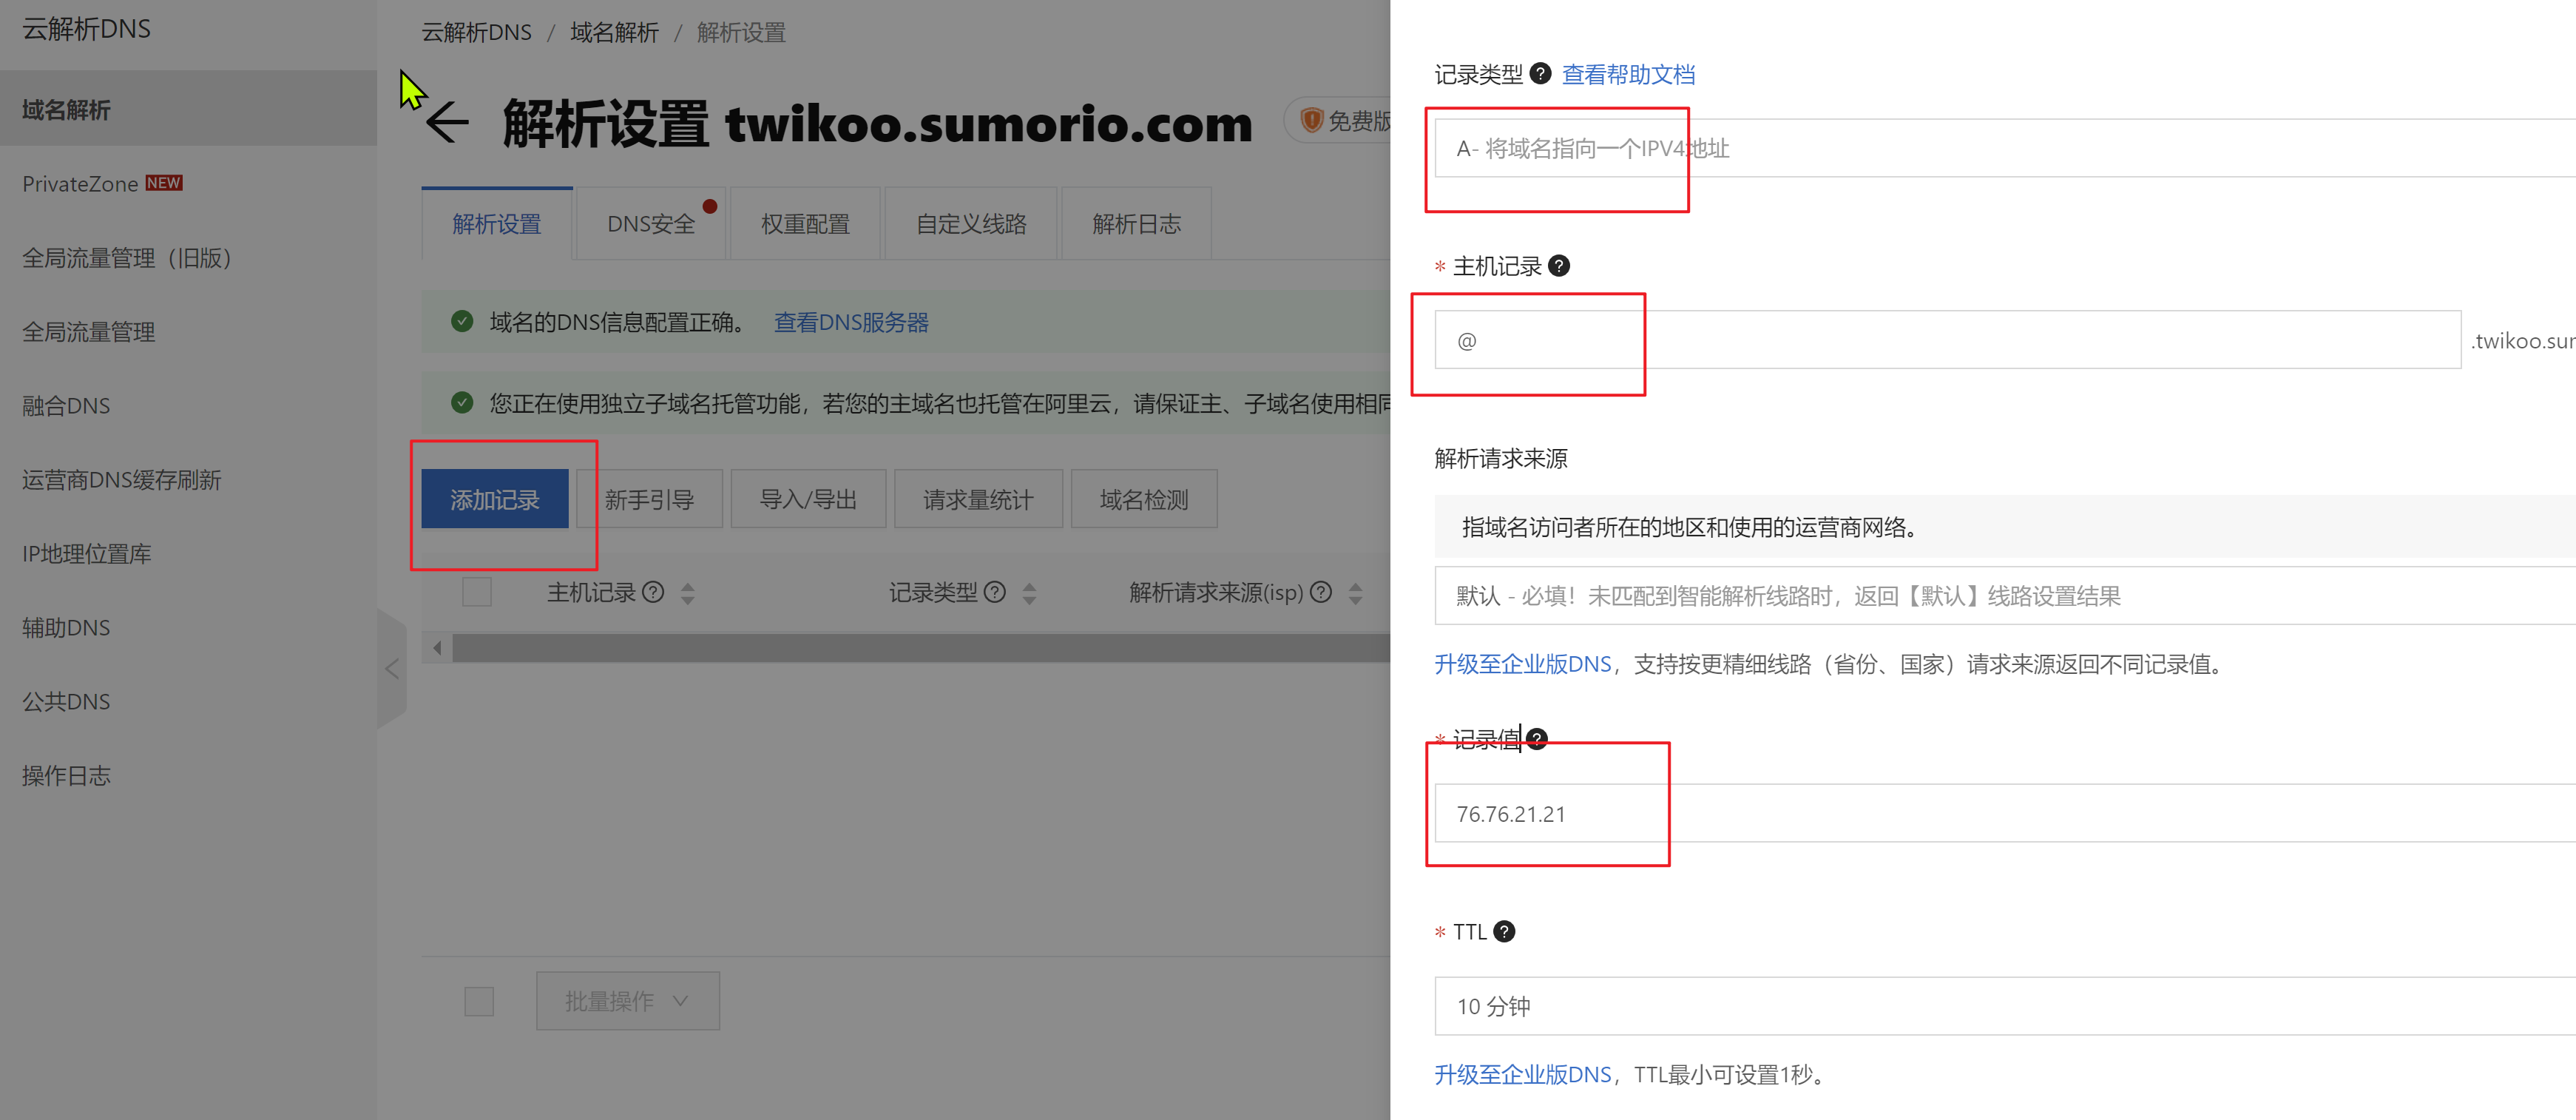 云解析DNS
域名解析
PrivateZone NEW
全局流量管理（旧版）
全局流量管理
融合DNS
运营商DNS缓存刷新
IP地理位置库
辅助DNS
公共DNS
操作日志
云解析DNS / 域名解析 / 解析设置
解析设置 twikoo.sumorio.com
免费版
解析设置 DNS安全 权重配置 自定义线路 解析日志
域名的DNS信息配置正确。 查看DNS服务器
您正在使用独立子域名托管功能，若您的主域名也托管在阿里云，请保证主、子域名使用相同
添加记录 新手引导 导入/导出 请求量统计 域名检测
主机记录 记录类型 解析请求来源(isp)
批量操作
记录类型 查看帮助文档
A- 将域名指向一个IPV4地址
* 主机记录
@ .twikoo.sum
解析请求来源
指域名访问者所在的地区和使用的运营商网络。
默认 - 必填！未匹配到智能解析线路时，返回【默认】线路设置结果
升级至企业版DNS，支持按更精细线路（省份、国家）请求来源返回不同记录值。
* 记录值
76.76.21.21
* TTL
10 分钟
升级至企业版DNS，TTL最小可设置1秒。